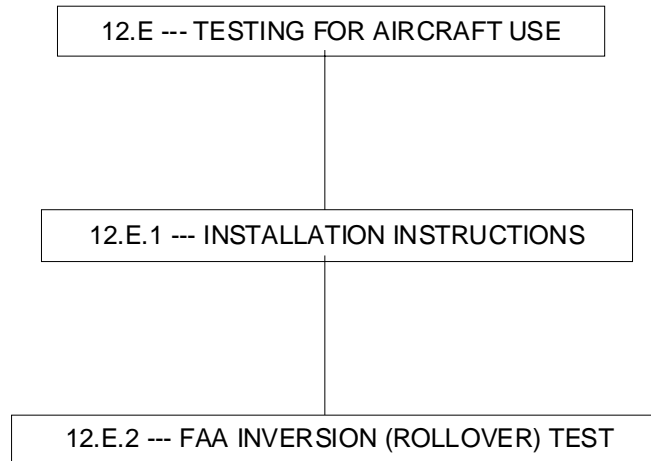 12.E --- TESTING FOR AIRCRAFT USE
12.E.1 --- INSTALLATION INSTRUCTIONS
12.E.2 --- FAA INVERSION (ROLLOVER) TEST